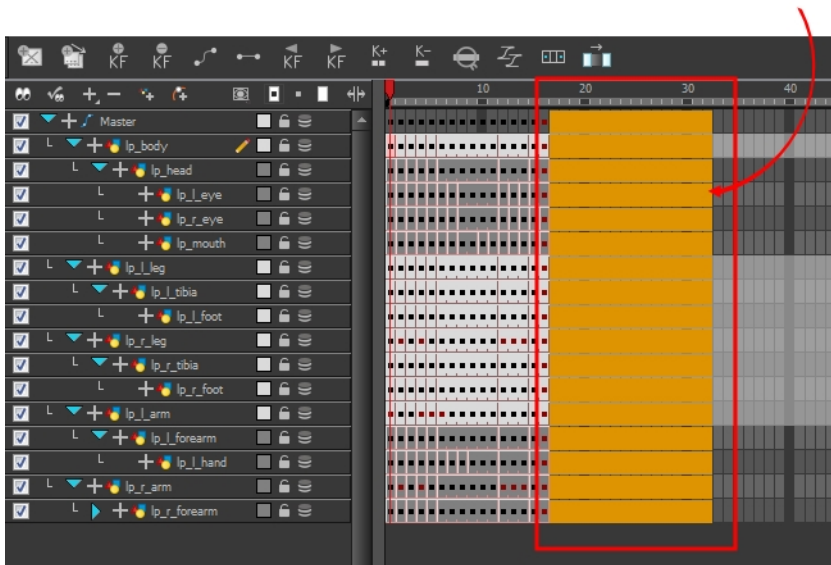 KF KF KF KF K+ K-
10 20 30 40
Master
lp_body
lp_head
lp_l_eye
lp_r_eye
lp_mouth
lp_l_leg
lp_l_tibia
lp_l_foot
lp_r_leg
lp_r_tibia
lp_r_foot
lp_l_arm
lp_l_forearm
lp_l_hand
lp_r_arm
lp_r_forearm